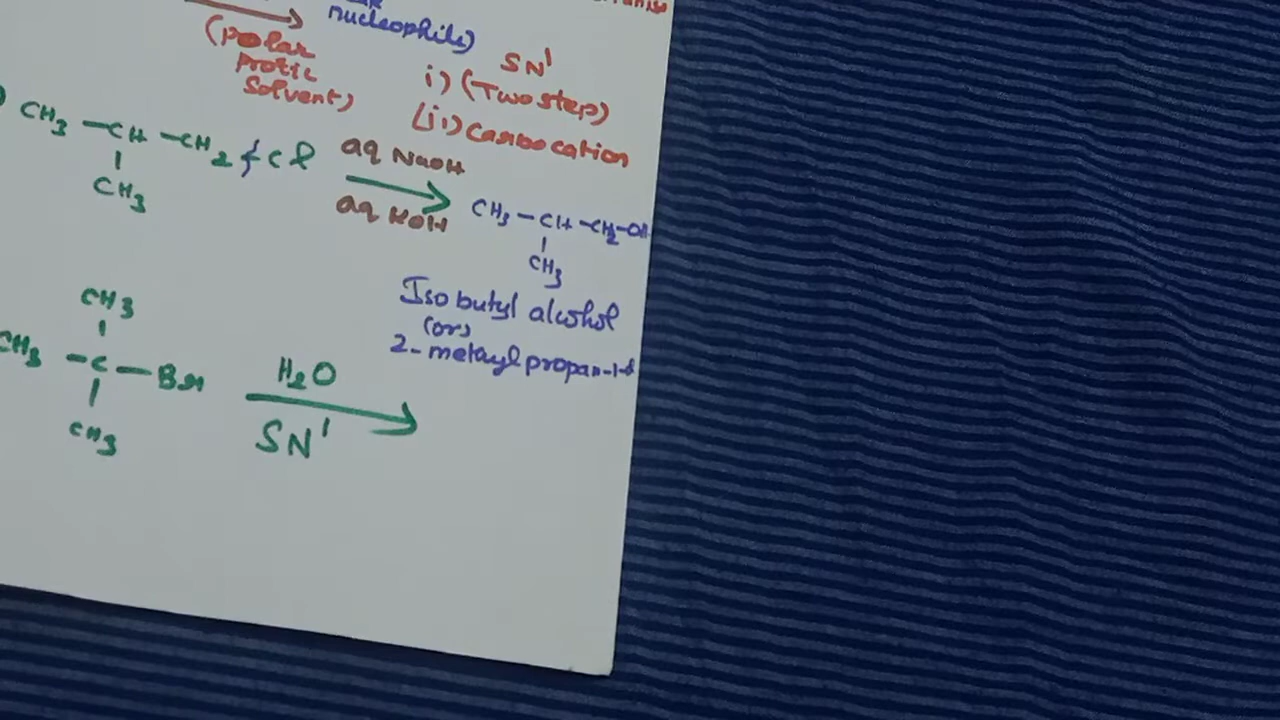 nucleophile)
(polar
protic
solvent)
SN¹
i) (Two step)
(ii) carbocation
CH₃ – CH – CH₂ Cl
CH₃
aq NaOH
aq KOH
CH₃ – CH – CH₂–OH
CH₃
Iso butyl alcohol
(or)
2-methyl propan-1-ol
CH₃
CH₃ – C – Br
CH₃
H₂O
SN¹